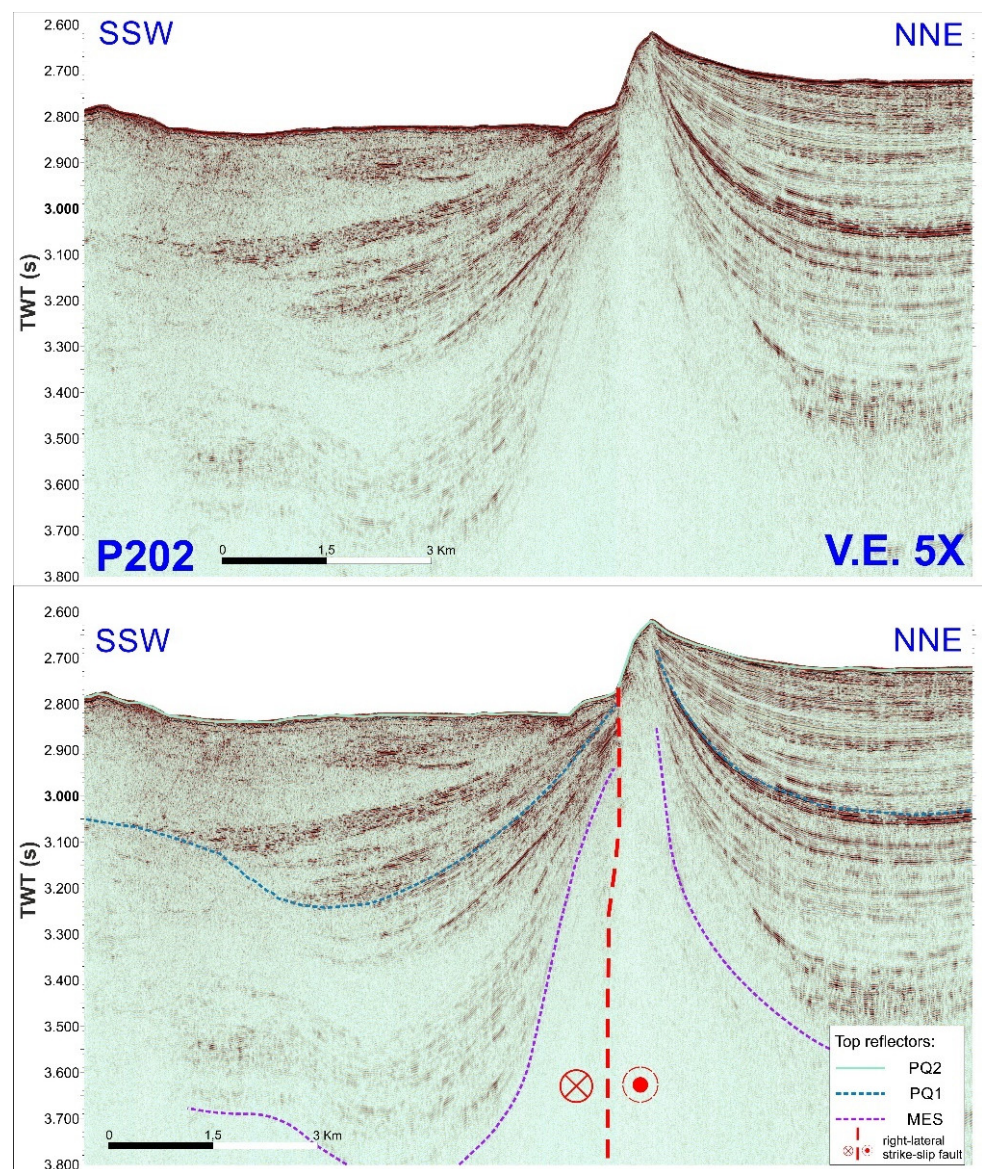 2.600
SSW
NNE
2.700
2.800
2.900
3.000
TWT (s)
3.100
3.200
3.300
3.400
3.500
3.600
3.700
3.800
P202
0 1,5 3 Km
V.E. 5X
2.600
SSW
NNE
2.700
2.800
2.900
3.000
TWT (s)
3.100
3.200
3.300
3.400
3.500
3.600
3.700
3.800
0 1,5 3 Km
Top reflectors:
PQ2
PQ1
MES
right-lateral
strike-slip fault